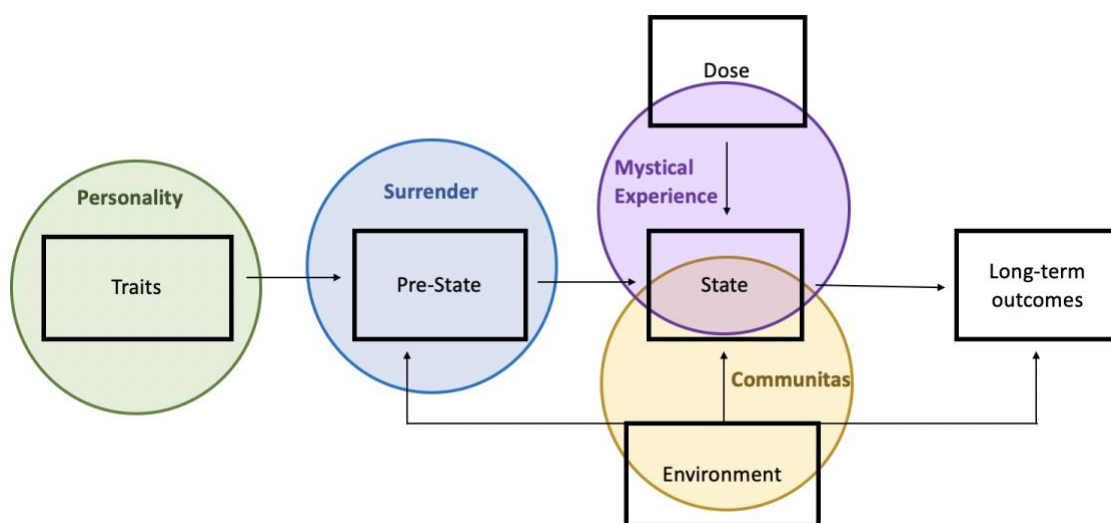 Dose
Mystical
Experience
Personality
Surrender
Traits
Pre-State
State
Long-term
outcomes
Communitas
Environment